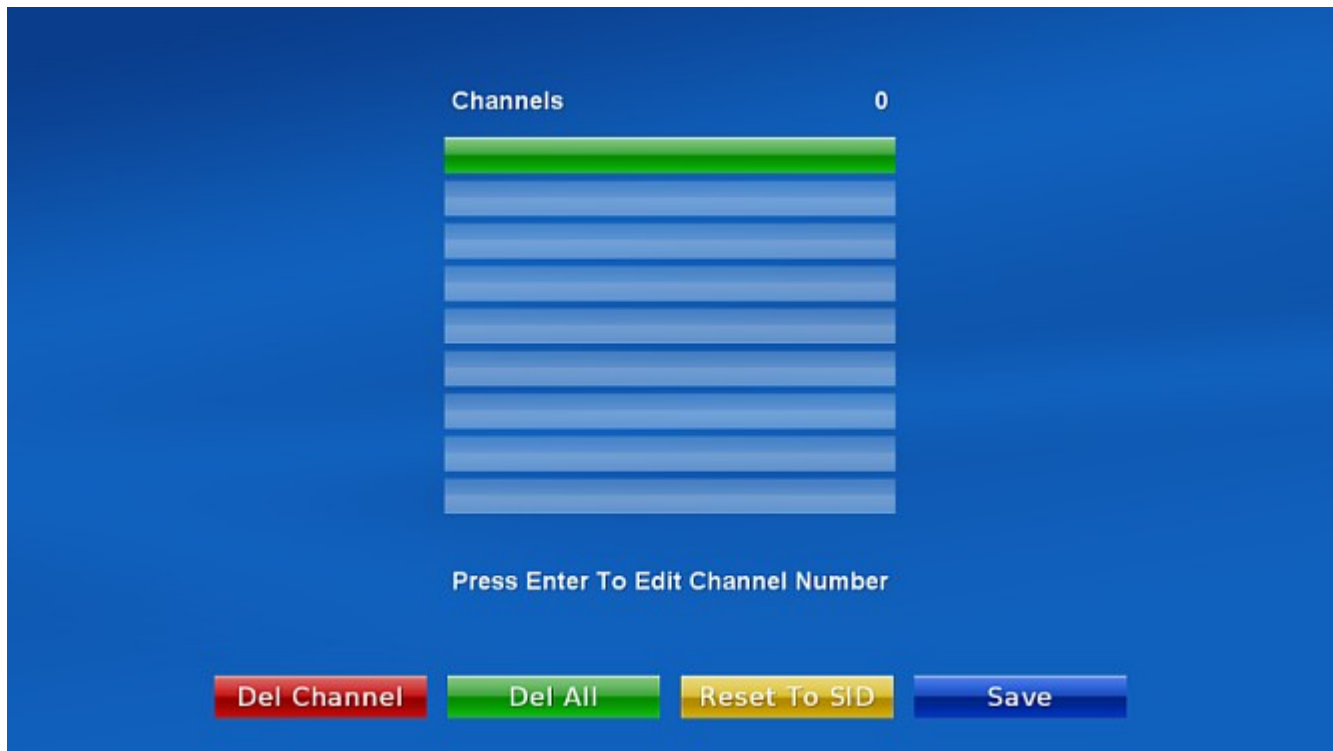 Channels 0
Press Enter To Edit Channel Number
Del Channel Del All Reset To SID Save